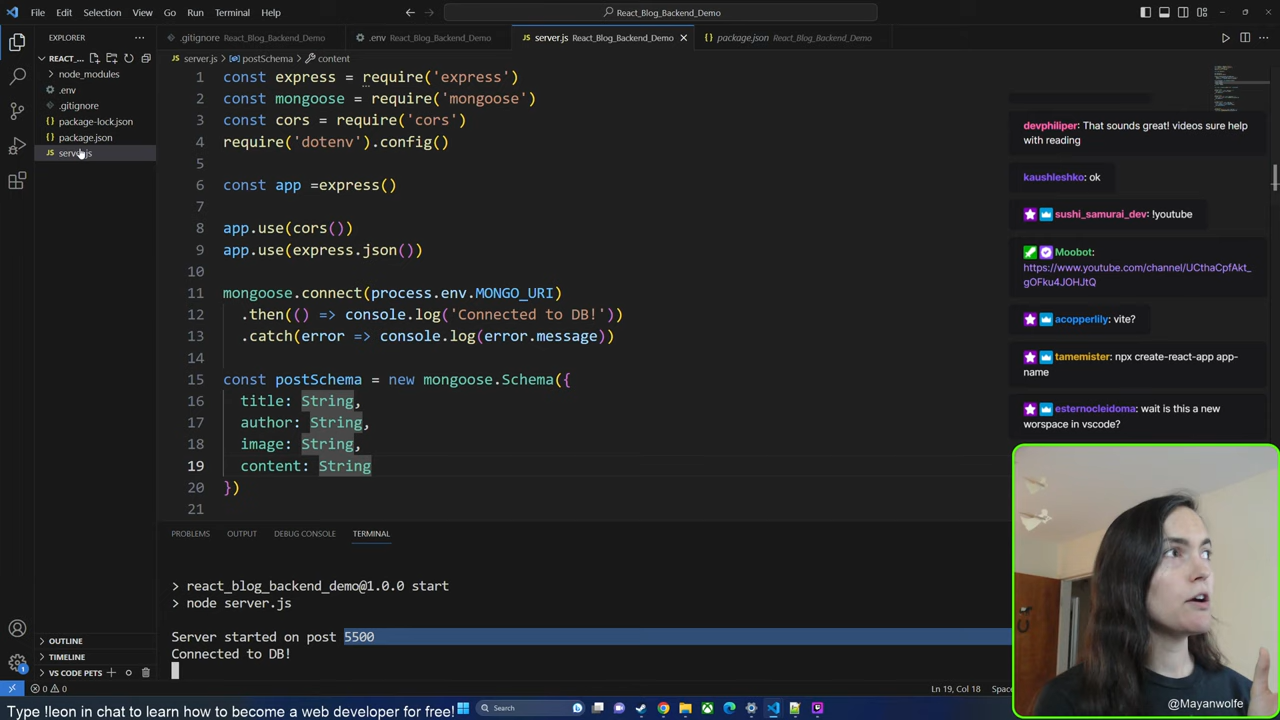 File Edit Selection View Go Run Terminal Help
React_Blog_Backend_Demo
EXPLORER
.gitignore React_Blog_Backend_Demo
.env React_Blog_Backend_Demo
JS server.js React_Blog_Backend_Demo
package.json React_Blog_Backend_Demo
REACT_...
node_modules
.env
.gitignore
package-lock.json
package.json
JS server.js
JS server.js > postSchema > content
1 const express = require('express')
2 const mongoose = require('mongoose')
3 const cors = require('cors')
4 require('dotenv').config()
5
6 const app =express()
7
8 app.use(cors())
9 app.use(express.json())
10
11 mongoose.connect(process.env.MONGO_URI)
12 .then(() => console.log('Connected to DB!'))
13 .catch(error => console.log(error.message))
14
15 const postSchema = new mongoose.Schema({
16 title: String,
17 author: String,
18 image: String,
19 content: String
20 })
21
PROBLEMS OUTPUT DEBUG CONSOLE TERMINAL
> react_blog_backend_demo@1.0.0 start
> node server.js
Server started on post 5500
Connected to DB!
OUTLINE
TIMELINE
VS CODE PETS
1
0 0
Ln 19, Col 18
Spac
devphiliper: That sounds great! videos sure help
with reading
kaushleshko: ok
sushi_samurai_dev: !youtube
Moobot:
https://www.youtube.com/channel/UCthaCpfAkt_
gOFku4JOHJtQ
acopperlily: vite?
tamemister: npx create-react-app app-
name
esternocleidoma: wait is this a new
worspace in vscode?
@Mayanwolfe
Type !leon in chat to learn how to become a web developer for free!
Search